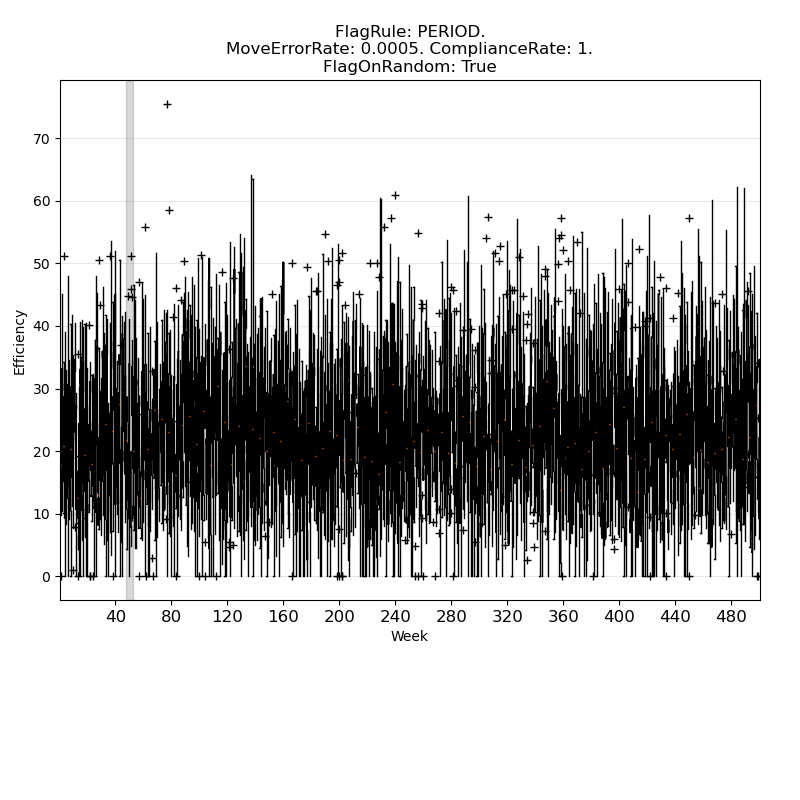 FlagRule: PERIOD.
MoveErrorRate: 0.0005. ComplianceRate: 1.
FlagOnRandom: True
70
60
50
40
30
20
10
0
Efficiency
40 80 120 160 200 240 280 320 360 400 440 480
Week